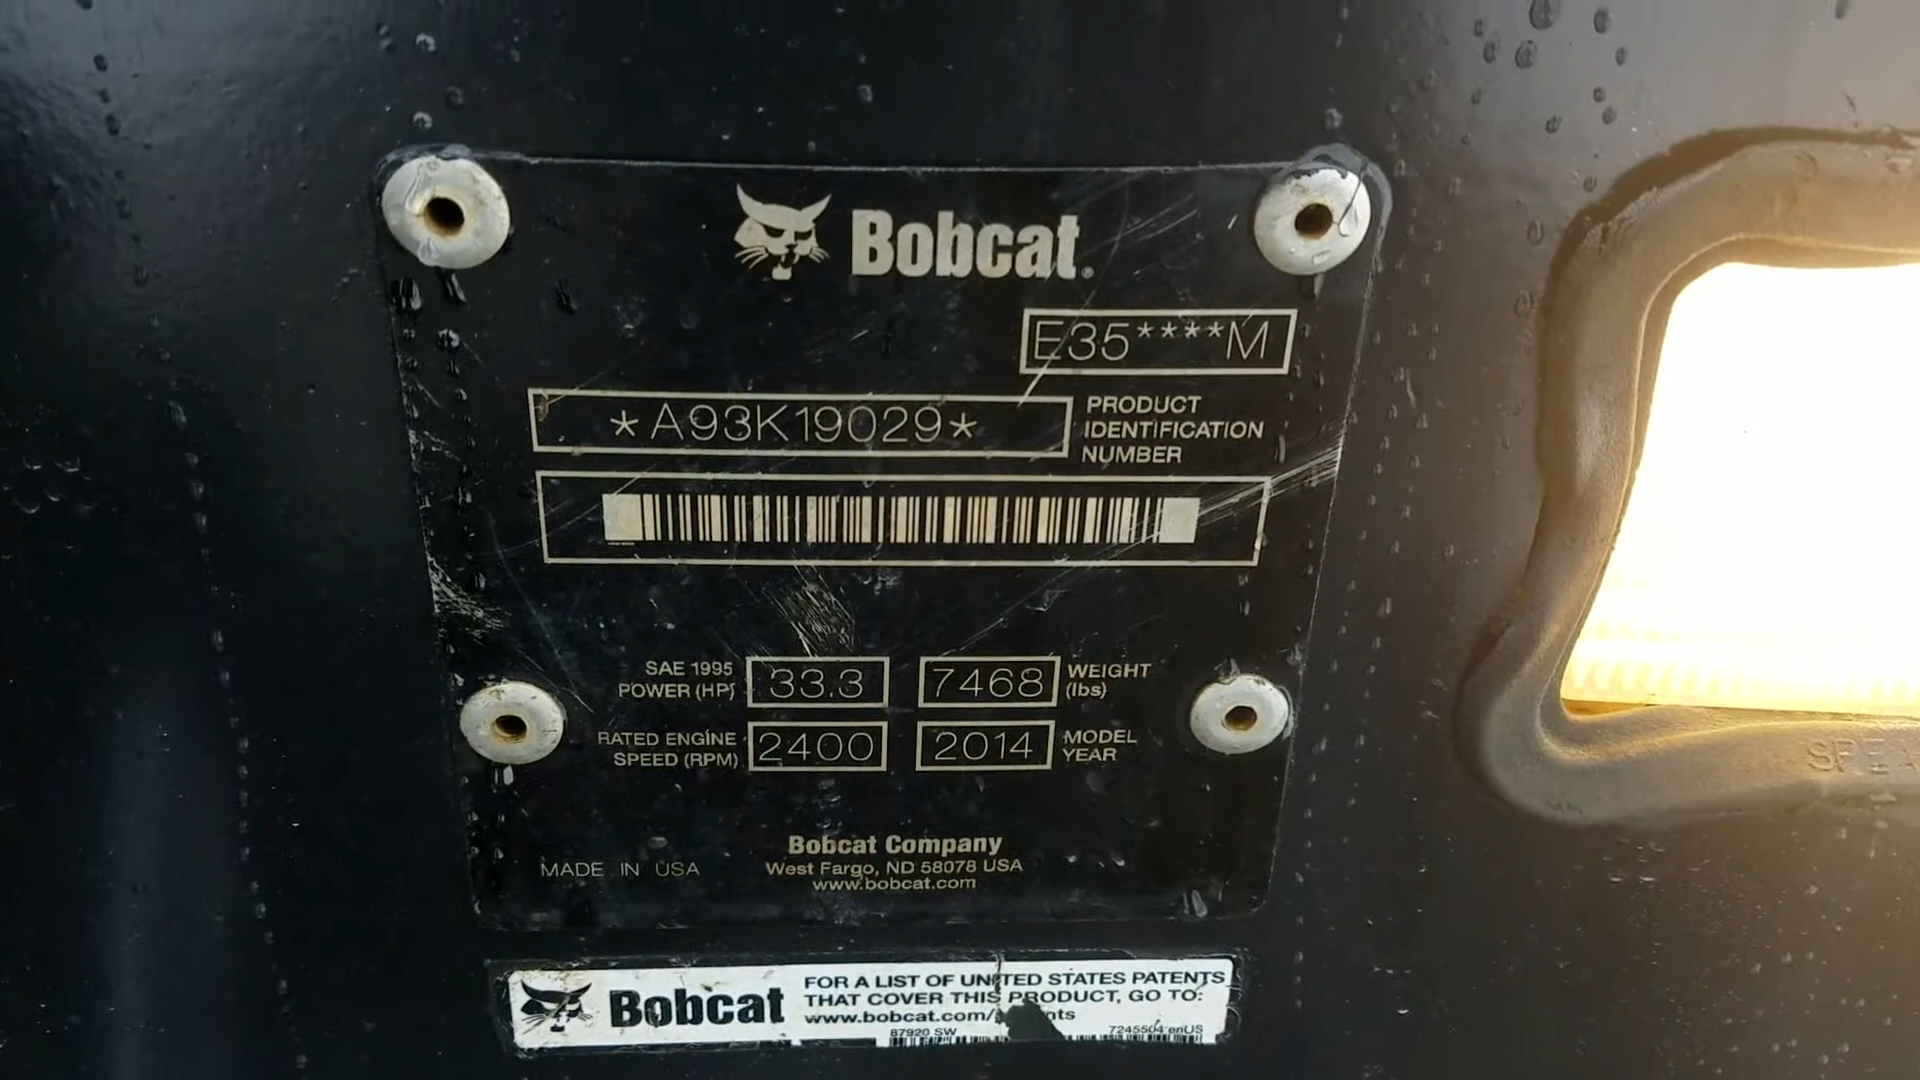 Bobcat.
E35****M
*A93K19029*
PRODUCT
IDENTIFICATION
NUMBER
SAE 1995
POWER (HP)
33.3
7468
WEIGHT
(lbs)
RATED ENGINE
SPEED (RPM)
2400
2014
MODEL
YEAR
MADE IN USA
Bobcat Company
West Fargo, ND 58078 USA
www.bobcat.com
Bobcat
FOR A LIST OF UNITED STATES PATENTS
THAT COVER THIS PRODUCT, GO TO:
www.bobcat.com/
87920 SW
7245504 enUS